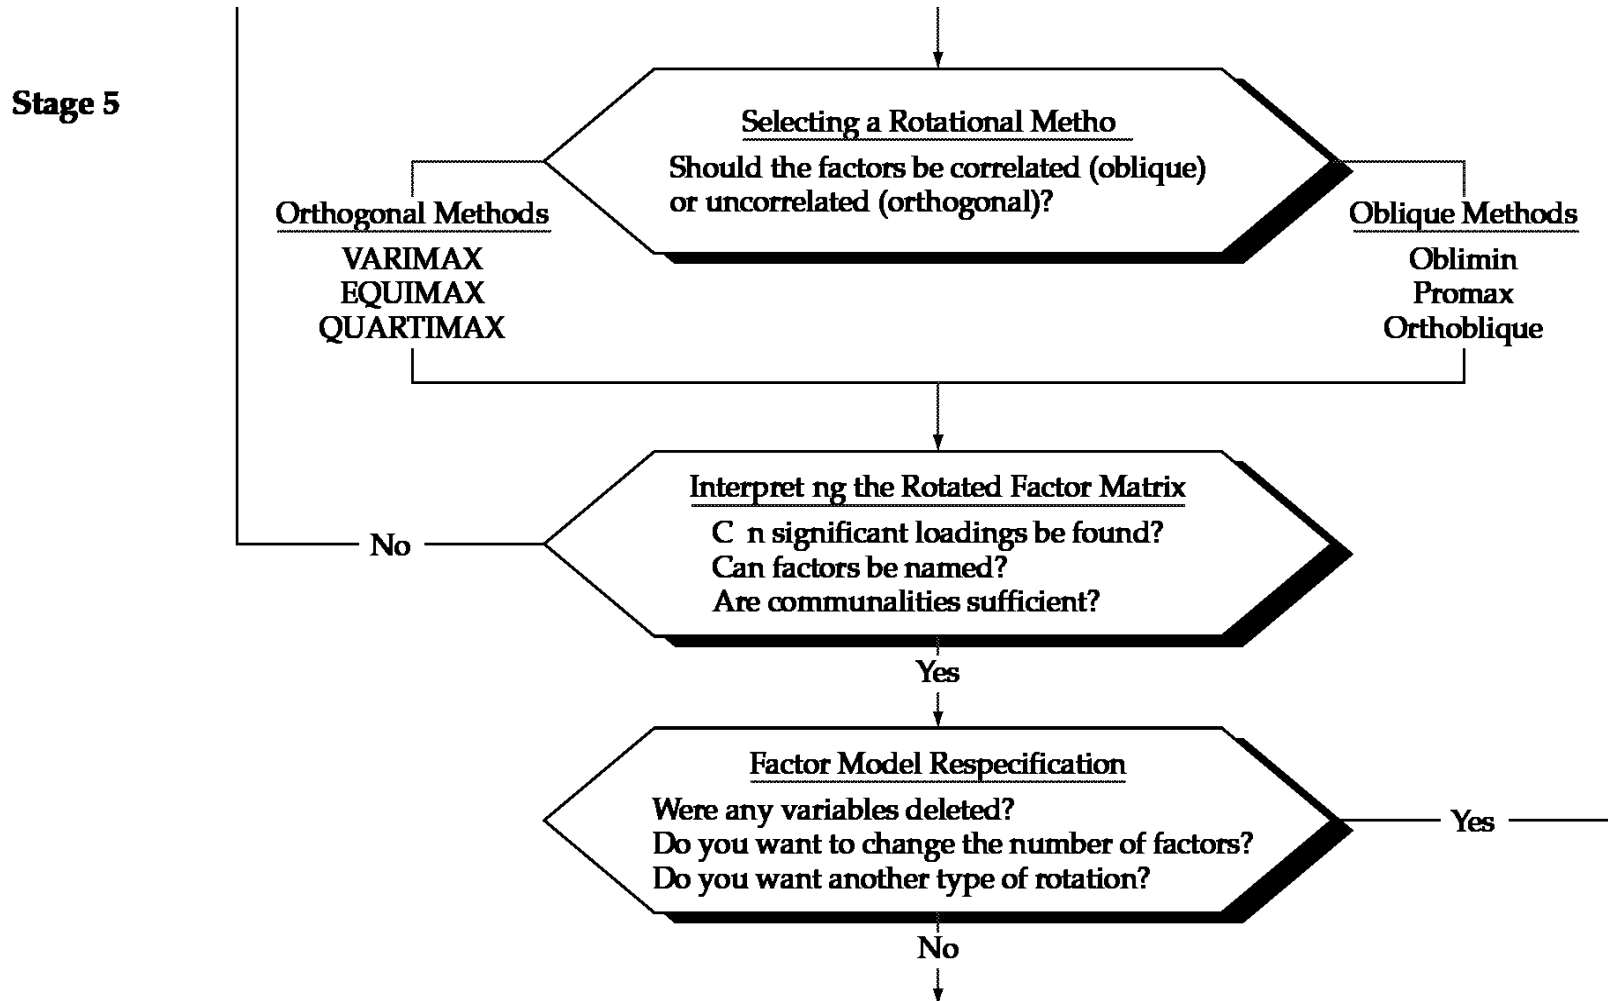 Stage 5
Selecting a Rotational Metho
Should the factors be correlated (oblique)
or uncorrelated (orthogonal)?
Orthogonal Methods
VARIMAX
EQUIMAX
QUARTIMAX
Oblique Methods
Oblimin
Promax
Orthoblique
Interpret ng the Rotated Factor Matrix
C n significant loadings be found?
Can factors be named?
Are communalities sufficient?
No
Yes
Factor Model Respecification
Were any variables deleted?
Do you want to change the number of factors?
Do you want another type of rotation?
Yes
No